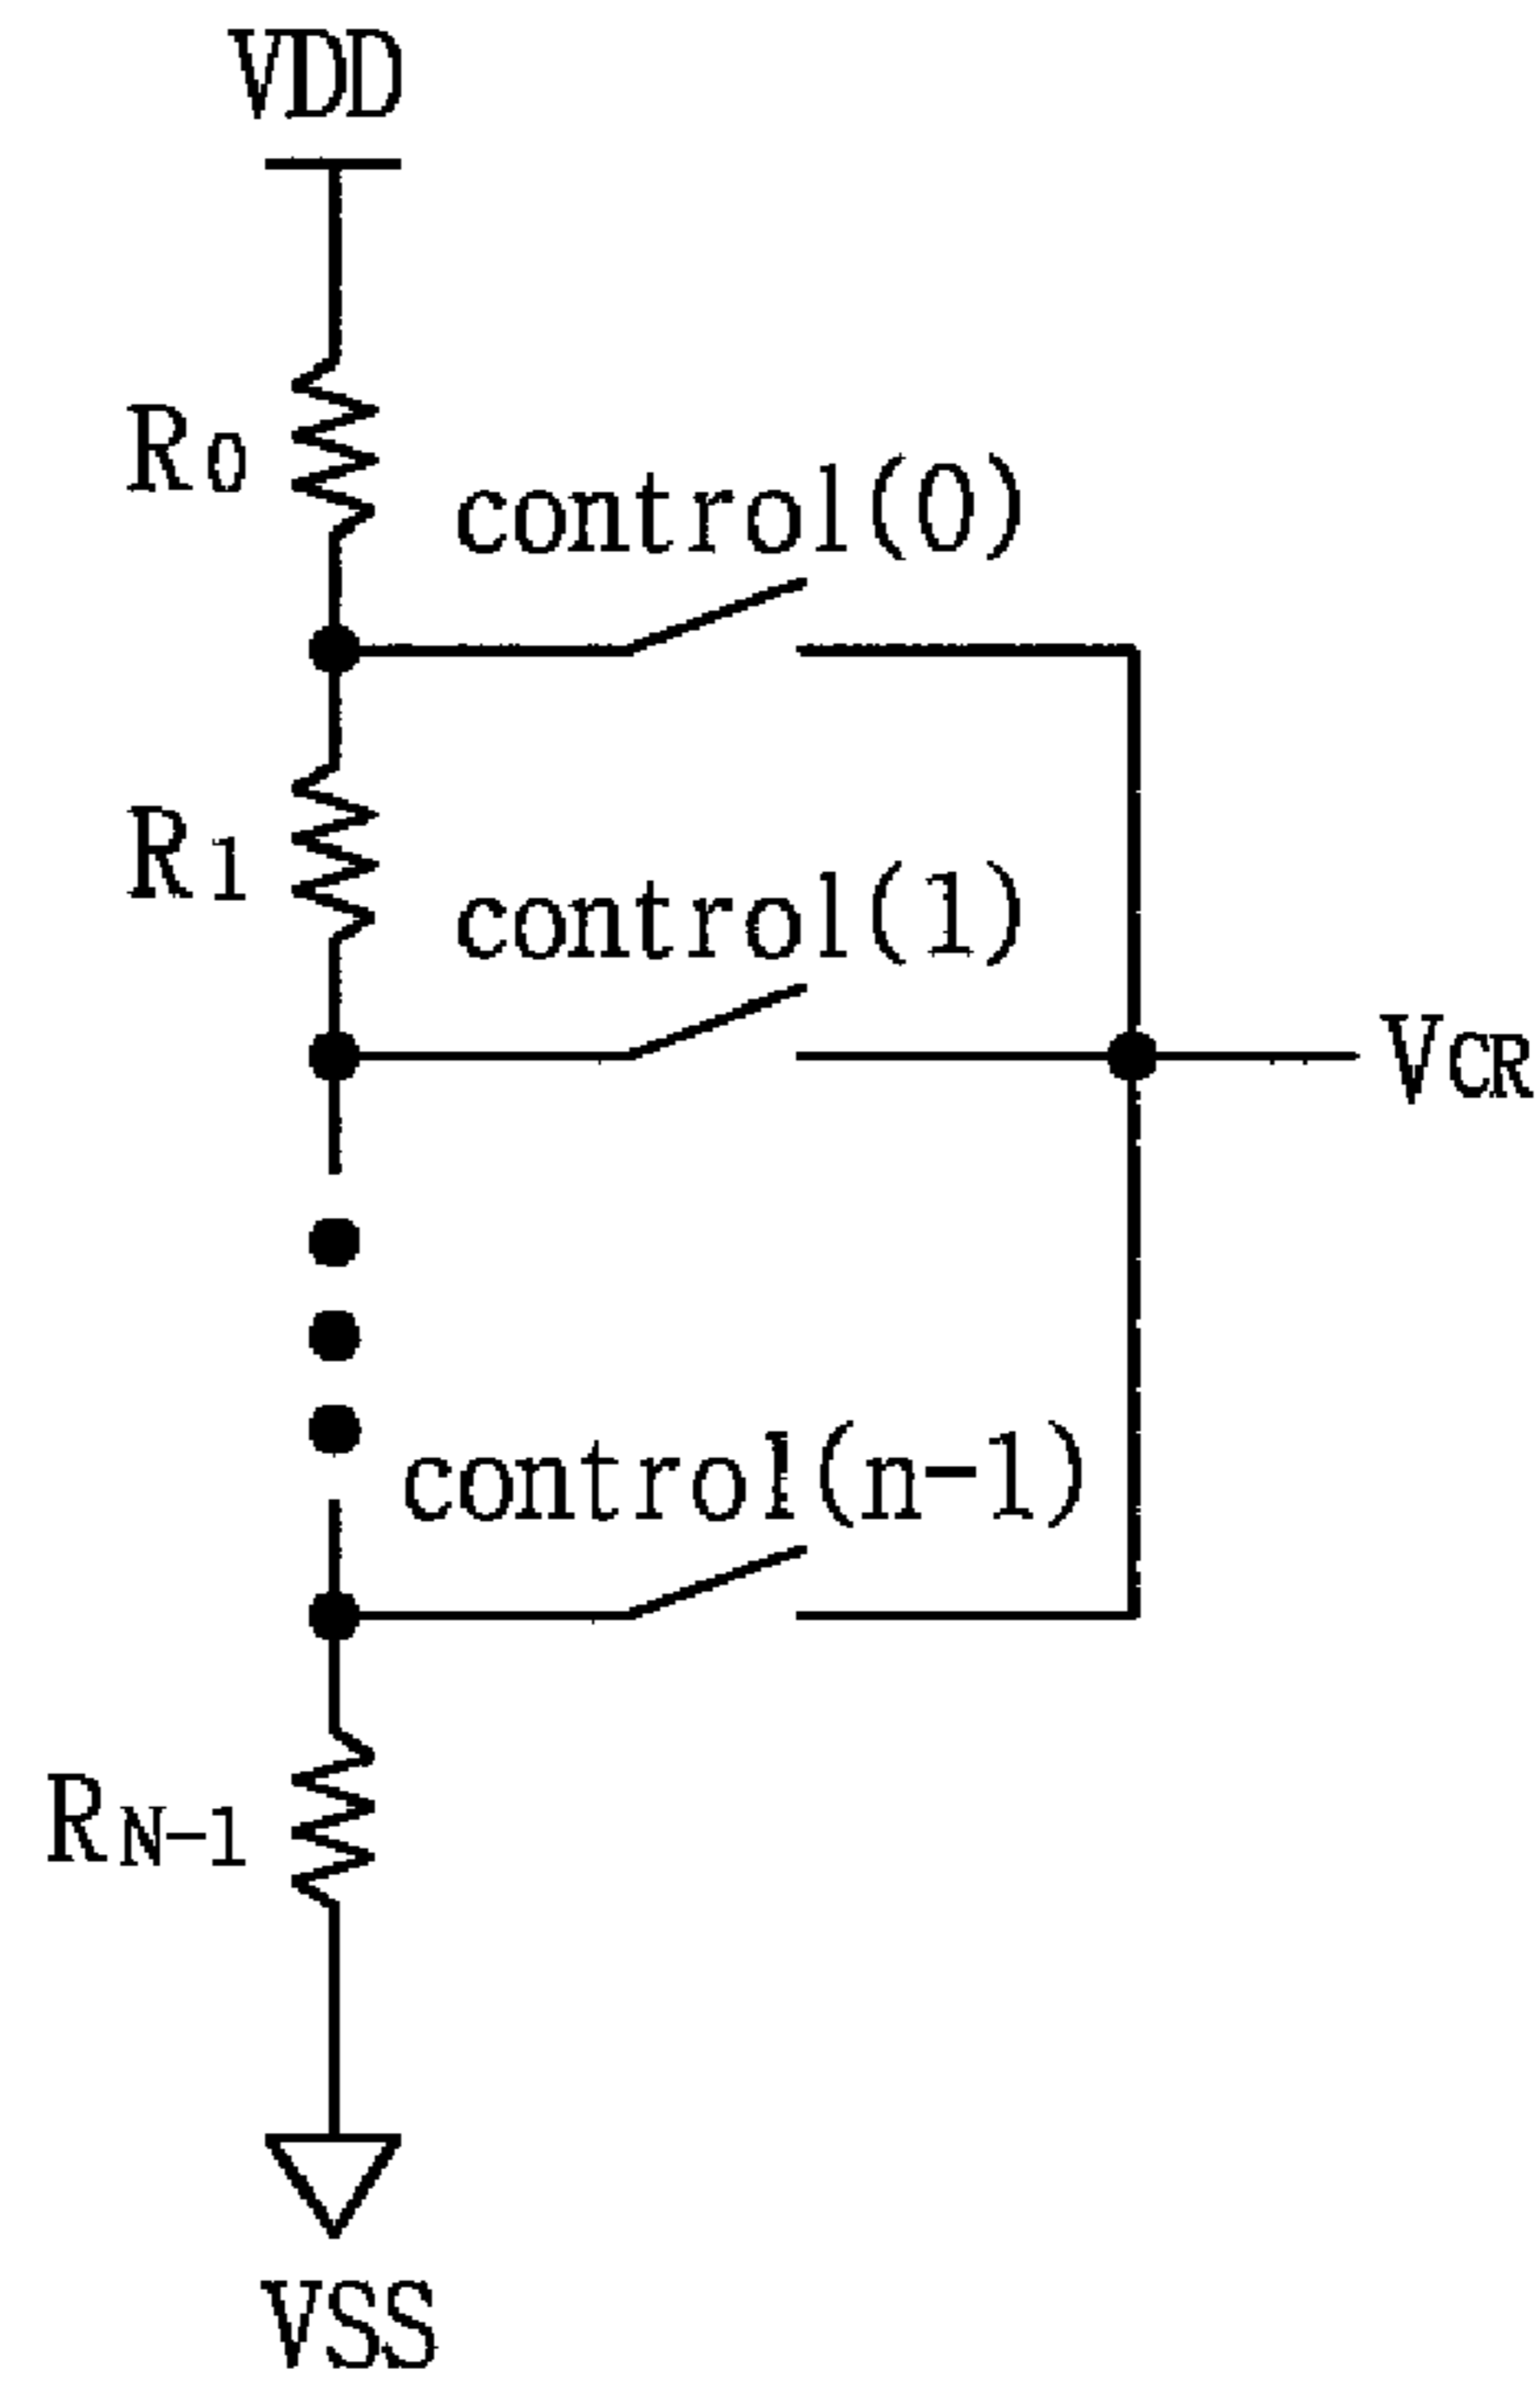 VDD
R0
control(0)
R1
control(1)
VCR
control(n-1)
RN-1
VSS